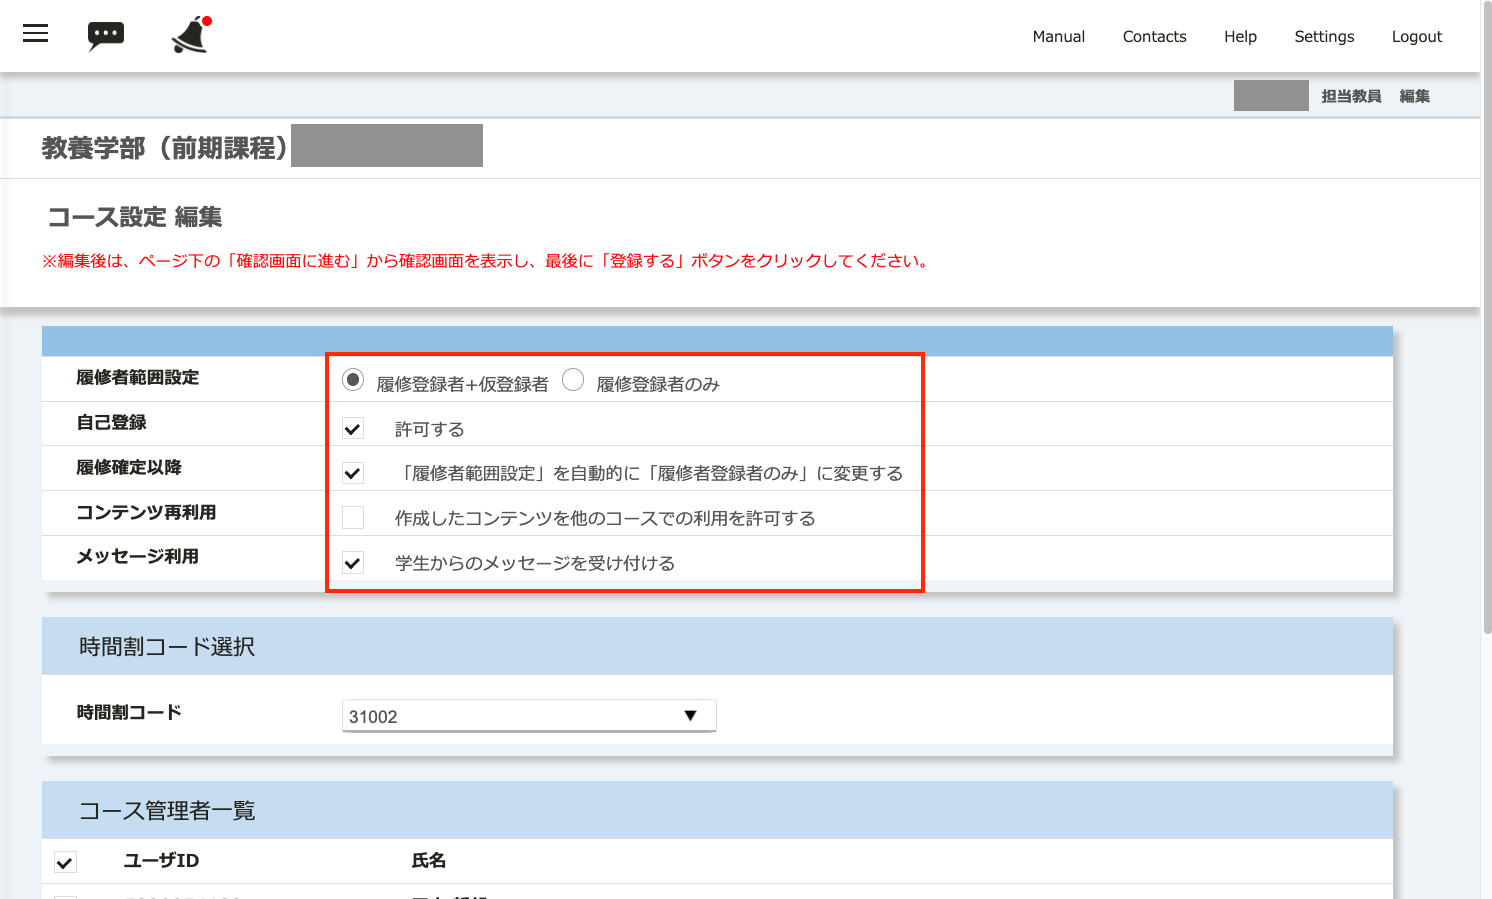 Manual Contacts Help Settings Logout
担当教員 編集
教養学部（前期課程）
コース設定 編集
※編集後は、ページ下の「確認画面に進む」から確認画面を表示し、最後に「登録する」ボタンをクリックしてください。
履修者範囲設定 履修登録者+仮登録者 履修登録者のみ
自己登録 許可する
履修確定以降 「履修者範囲設定」を自動的に「履修者登録者のみ」に変更する
コンテンツ再利用 作成したコンテンツを他のコースでの利用を許可する
メッセージ利用 学生からのメッセージを受け付ける
時間割コード選択
時間割コード 31002
コース管理者一覧
ユーザID 氏名